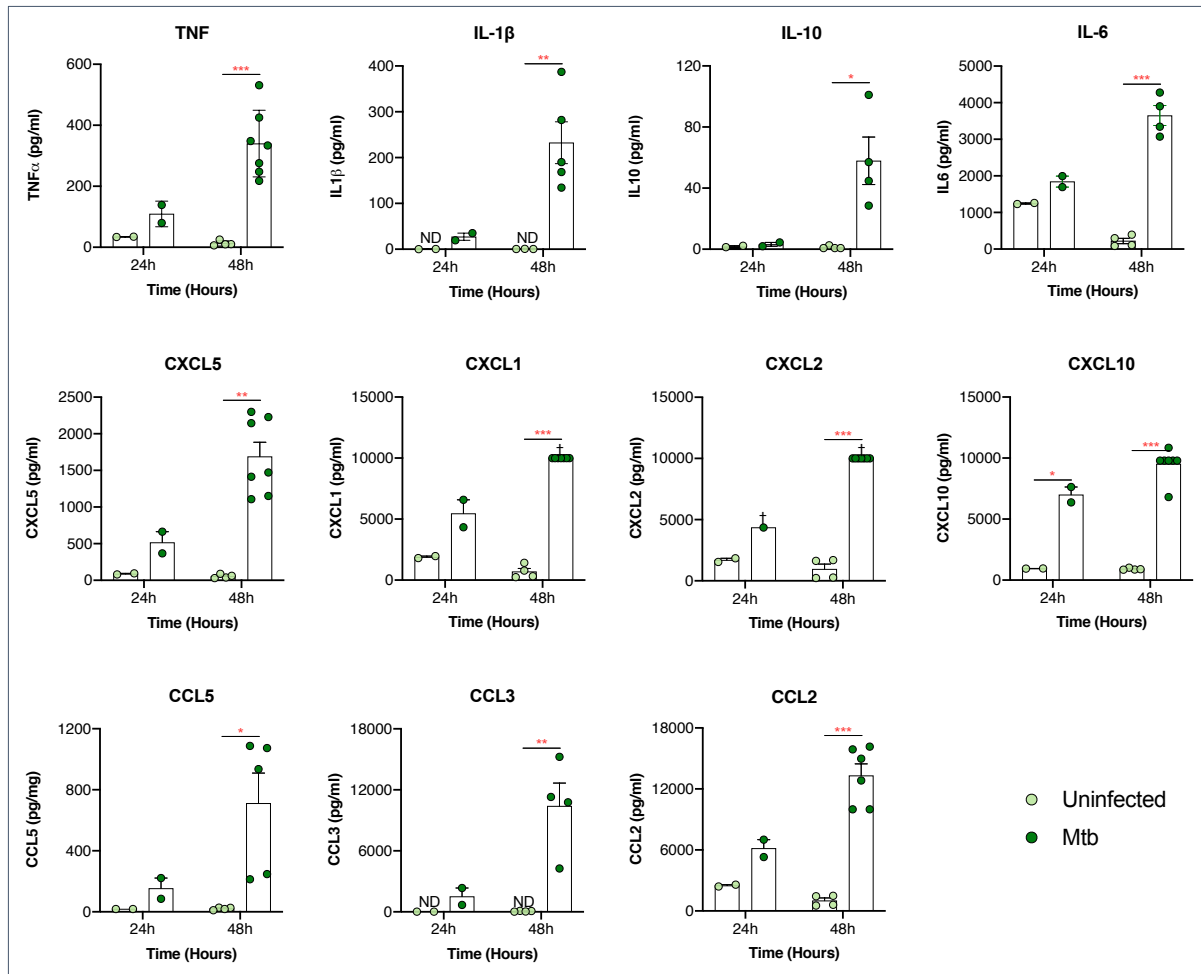 TNF
TNFα (pg/ml)
600
400
200
0
***
24h
48h
Time (Hours)
IL-1β
IL1β (pg/ml)
400
300
200
100
0
**
ND
ND
24h
48h
Time (Hours)
IL-10
IL10 (pg/ml)
120
80
40
0
*
24h
48h
Time (Hours)
IL-6
IL6 (pg/ml)
5000
4000
3000
2000
1000
0
***
24h
48h
Time (Hours)
CXCL5
CXCL5 (pg/ml)
2500
2000
1500
1000
500
0
**
24h
48h
Time (Hours)
CXCL1
CXCL1 (pg/ml)
15000
10000
5000
0
***
†
24h
48h
Time (Hours)
CXCL2
CXCL2 (pg/ml)
15000
10000
5000
0
***
†
†
24h
48h
Time (Hours)
CXCL10
CXCL10 (pg/ml)
15000
10000
5000
0
*
***
24h
48h
Time (Hours)
CCL5
CCL5 (pg/mg)
1200
800
400
0
*
24h
48h
Time (Hours)
CCL3
CCL3 (pg/ml)
18000
12000
6000
0
**
ND
ND
24h
48h
Time (Hours)
CCL2
CCL2 (pg/ml)
18000
12000
6000
0
***
24h
48h
Time (Hours)
Uninfected
Mtb